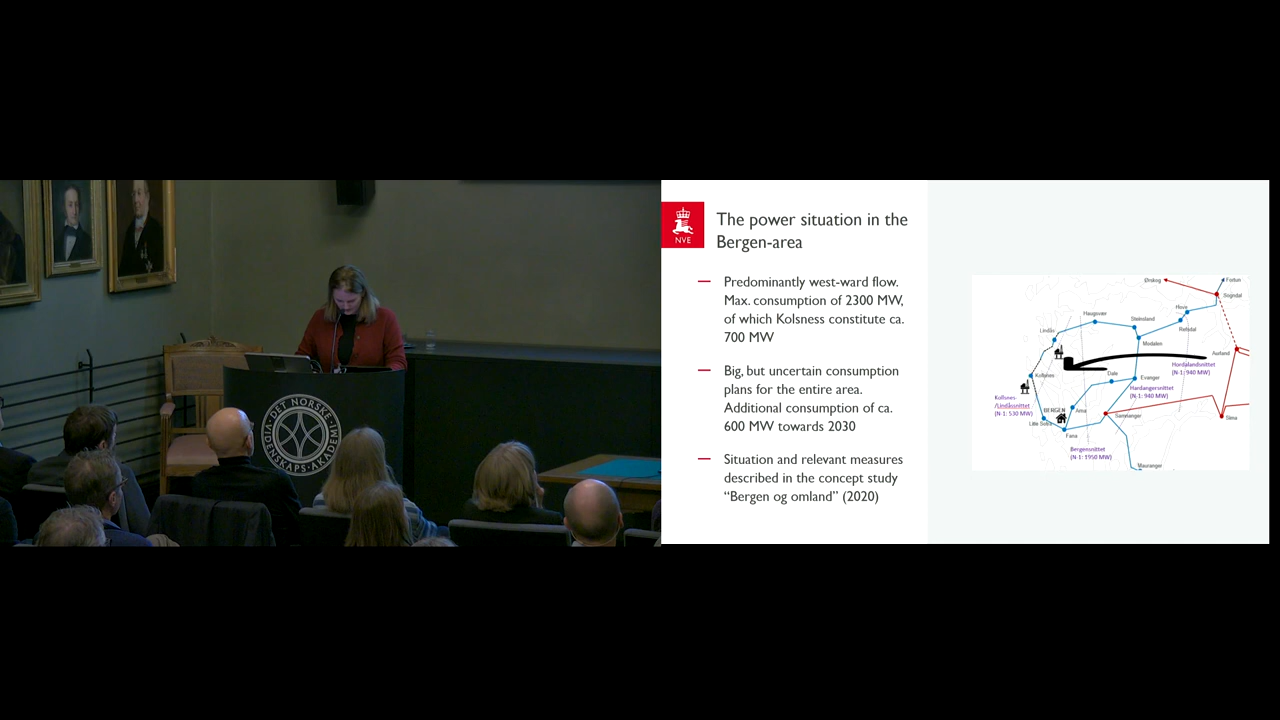 DET NORSKE
VIDENSKAPS-AKADEMI
NVE
The power situation in the
Bergen-area
Predominantly west-ward flow.
Max. consumption of 2300 MW,
of which Kolsness constitute ca.
700 MW
Big, but uncertain consumption
plans for the entire area.
Additional consumption of ca.
600 MW towards 2030
Situation and relevant measures
described in the concept study
“Bergen og omland” (2020)
Ørskog
Fortun
Sogndal
Hove
Haugsvær
Steinsland
Refsdal
Lindås
Modalen
Aurland
Hordalandsnittet
(N-1: 940 MW)
Kollsnes
Dale
Evanger
Hardangersnittet
(N-1: 940 MW)
Kollsnes-
/Lindåssnittet
(N-1: 530 MW)
BERGEN
Arna
Samnanger
Sima
Litle Sotra
Fana
Bergensnittet
(N-1: 1950 MW)
Mauranger